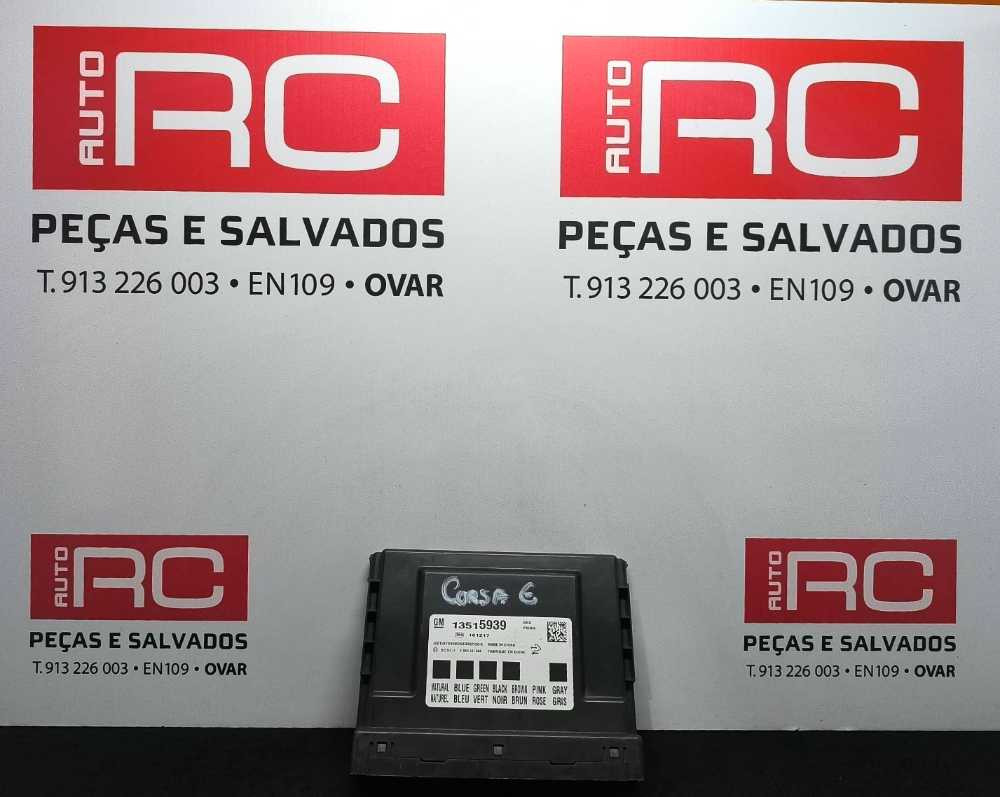 AUTO RC
PEÇAS E SALVADOS
T. 913 226 003 • EN109 • OVAR
AUTO RC
PEÇAS E SALVADOS
T. 913 226 003 • EN109 • OVAR
AUTO RC
PEÇAS E SALVADOS
T. 913 226 003 • EN109 • OVAR
AUTO RC
PEÇAS E SALVADOS
T. 913 226 003 • EN109 • OVAR
CORSA E
GM 13515939
161217
NATURAL BLUE GREEN BLACK BROWN PINK GRAY
NATUREL BLEU VERT NOIR BRUN ROSE GRIS